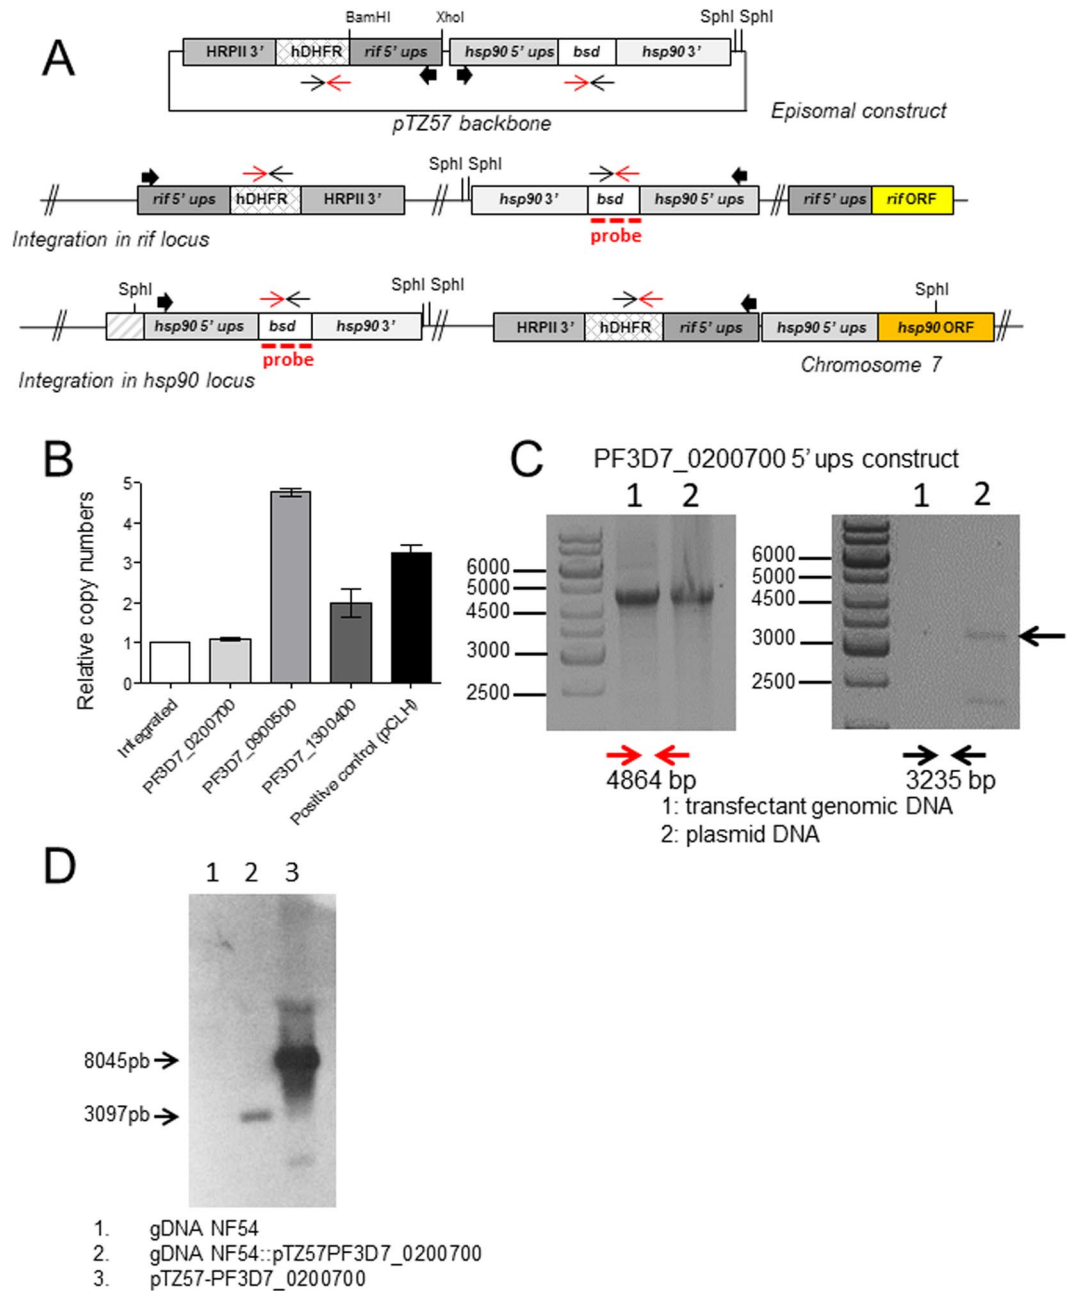 A
BamHI XhoI SphI SphI
HRPII 3' hDHFR rif 5' ups hsp90 5' ups bsd hsp90 3'
pTZ57 backbone
Episomal construct
SphI SphI
rif 5' ups hDHFR HRPII 3' hsp90 3' bsd hsp90 5' ups rif 5' ups rif ORF
probe
Integration in rif locus
SphI SphI SphI SphI
hsp90 5' ups bsd hsp90 3' HRPII 3' hDHFR rif 5' ups hsp90 5' ups hsp90 ORF
probe
Integration in hsp90 locus
Chromosome 7
B
Relative copy numbers
5
4
3
2
1
0
Integrated
PF3D7_0200700
PF3D7_0900500
PF3D7_1300400
Positive control (pCLH)
C
PF3D7_0200700 5' ups construct
1 2
6000
5000
4500
3000
2500
4864 bp
1 2
6000
5000
4500
3000
2500
3235 bp
1: transfectant genomic DNA
2: plasmid DNA
D
1 2 3
8045pb
3097pb
1. gDNA NF54
2. gDNA NF54::pTZ57PF3D7_0200700
3. pTZ57-PF3D7_0200700